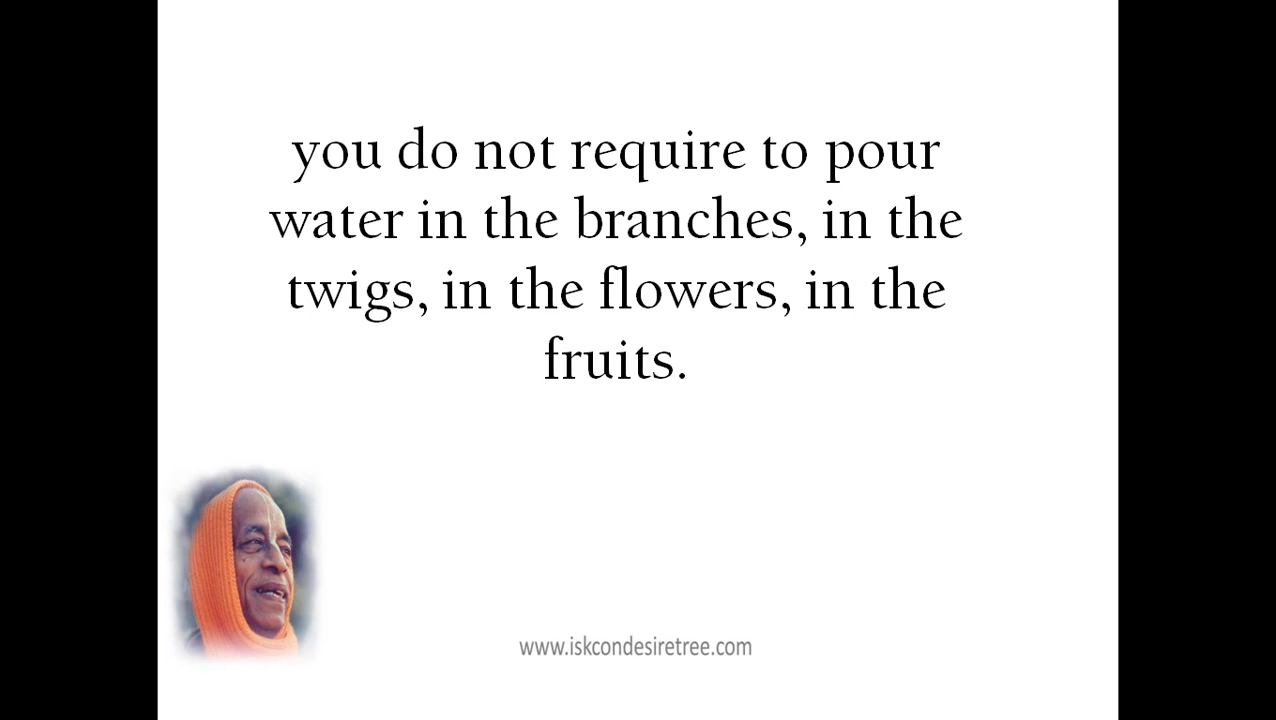 you do not require to pour
water in the branches, in the
twigs, in the flowers, in the
fruits.
www.iskcondesiretree.com